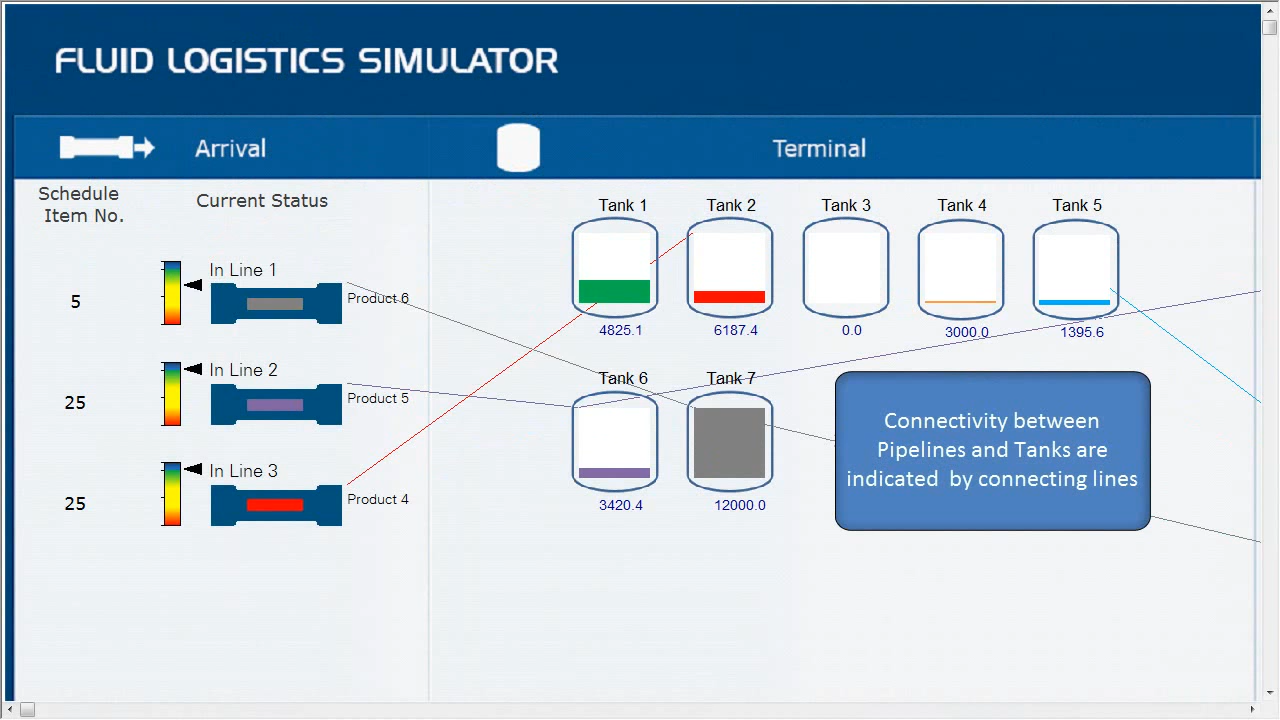 FLUID LOGISTICS SIMULATOR
Arrival
Terminal
Schedule
Item No.
Current Status
Tank 1
Tank 2
Tank 3
Tank 4
Tank 5
5
In Line 1
Product 6
4825.1
6187.4
0.0
3000.0
1395.6
25
In Line 2
Product 5
Tank 6
Tank 7
25
In Line 3
Product 4
3420.4
12000.0
Connectivity between
Pipelines and Tanks are
indicated by connecting lines